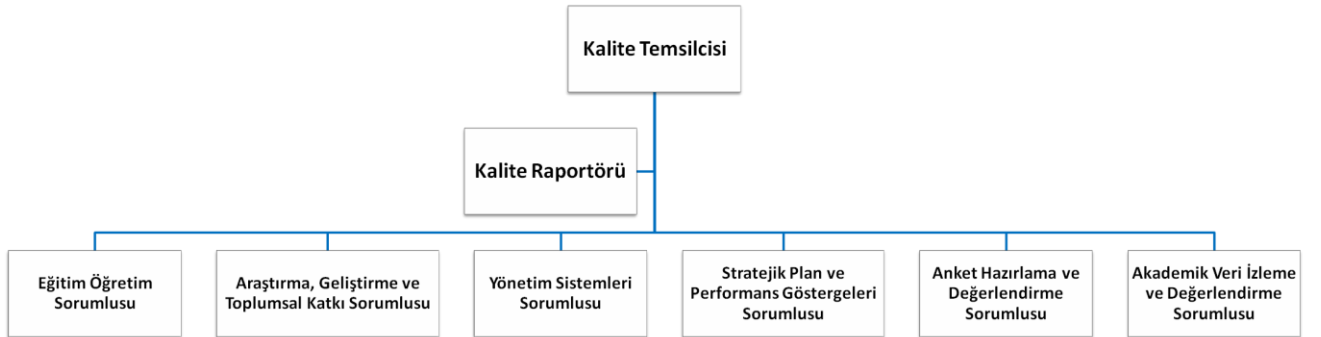 Kalite Temsilcisi
Kalite Raportörü
Eğitim Öğretim
Sorumlusu
Araştırma, Geliştirme ve
Toplumsal Katkı Sorumlusu
Yönetim Sistemleri
Sorumlusu
Stratejik Plan ve
Performans Göstergeleri
Sorumlusu
Anket Hazırlama ve
Değerlendirme
Sorumlusu
Akademik Veri İzleme
ve Değerlendirme
Sorumlusu